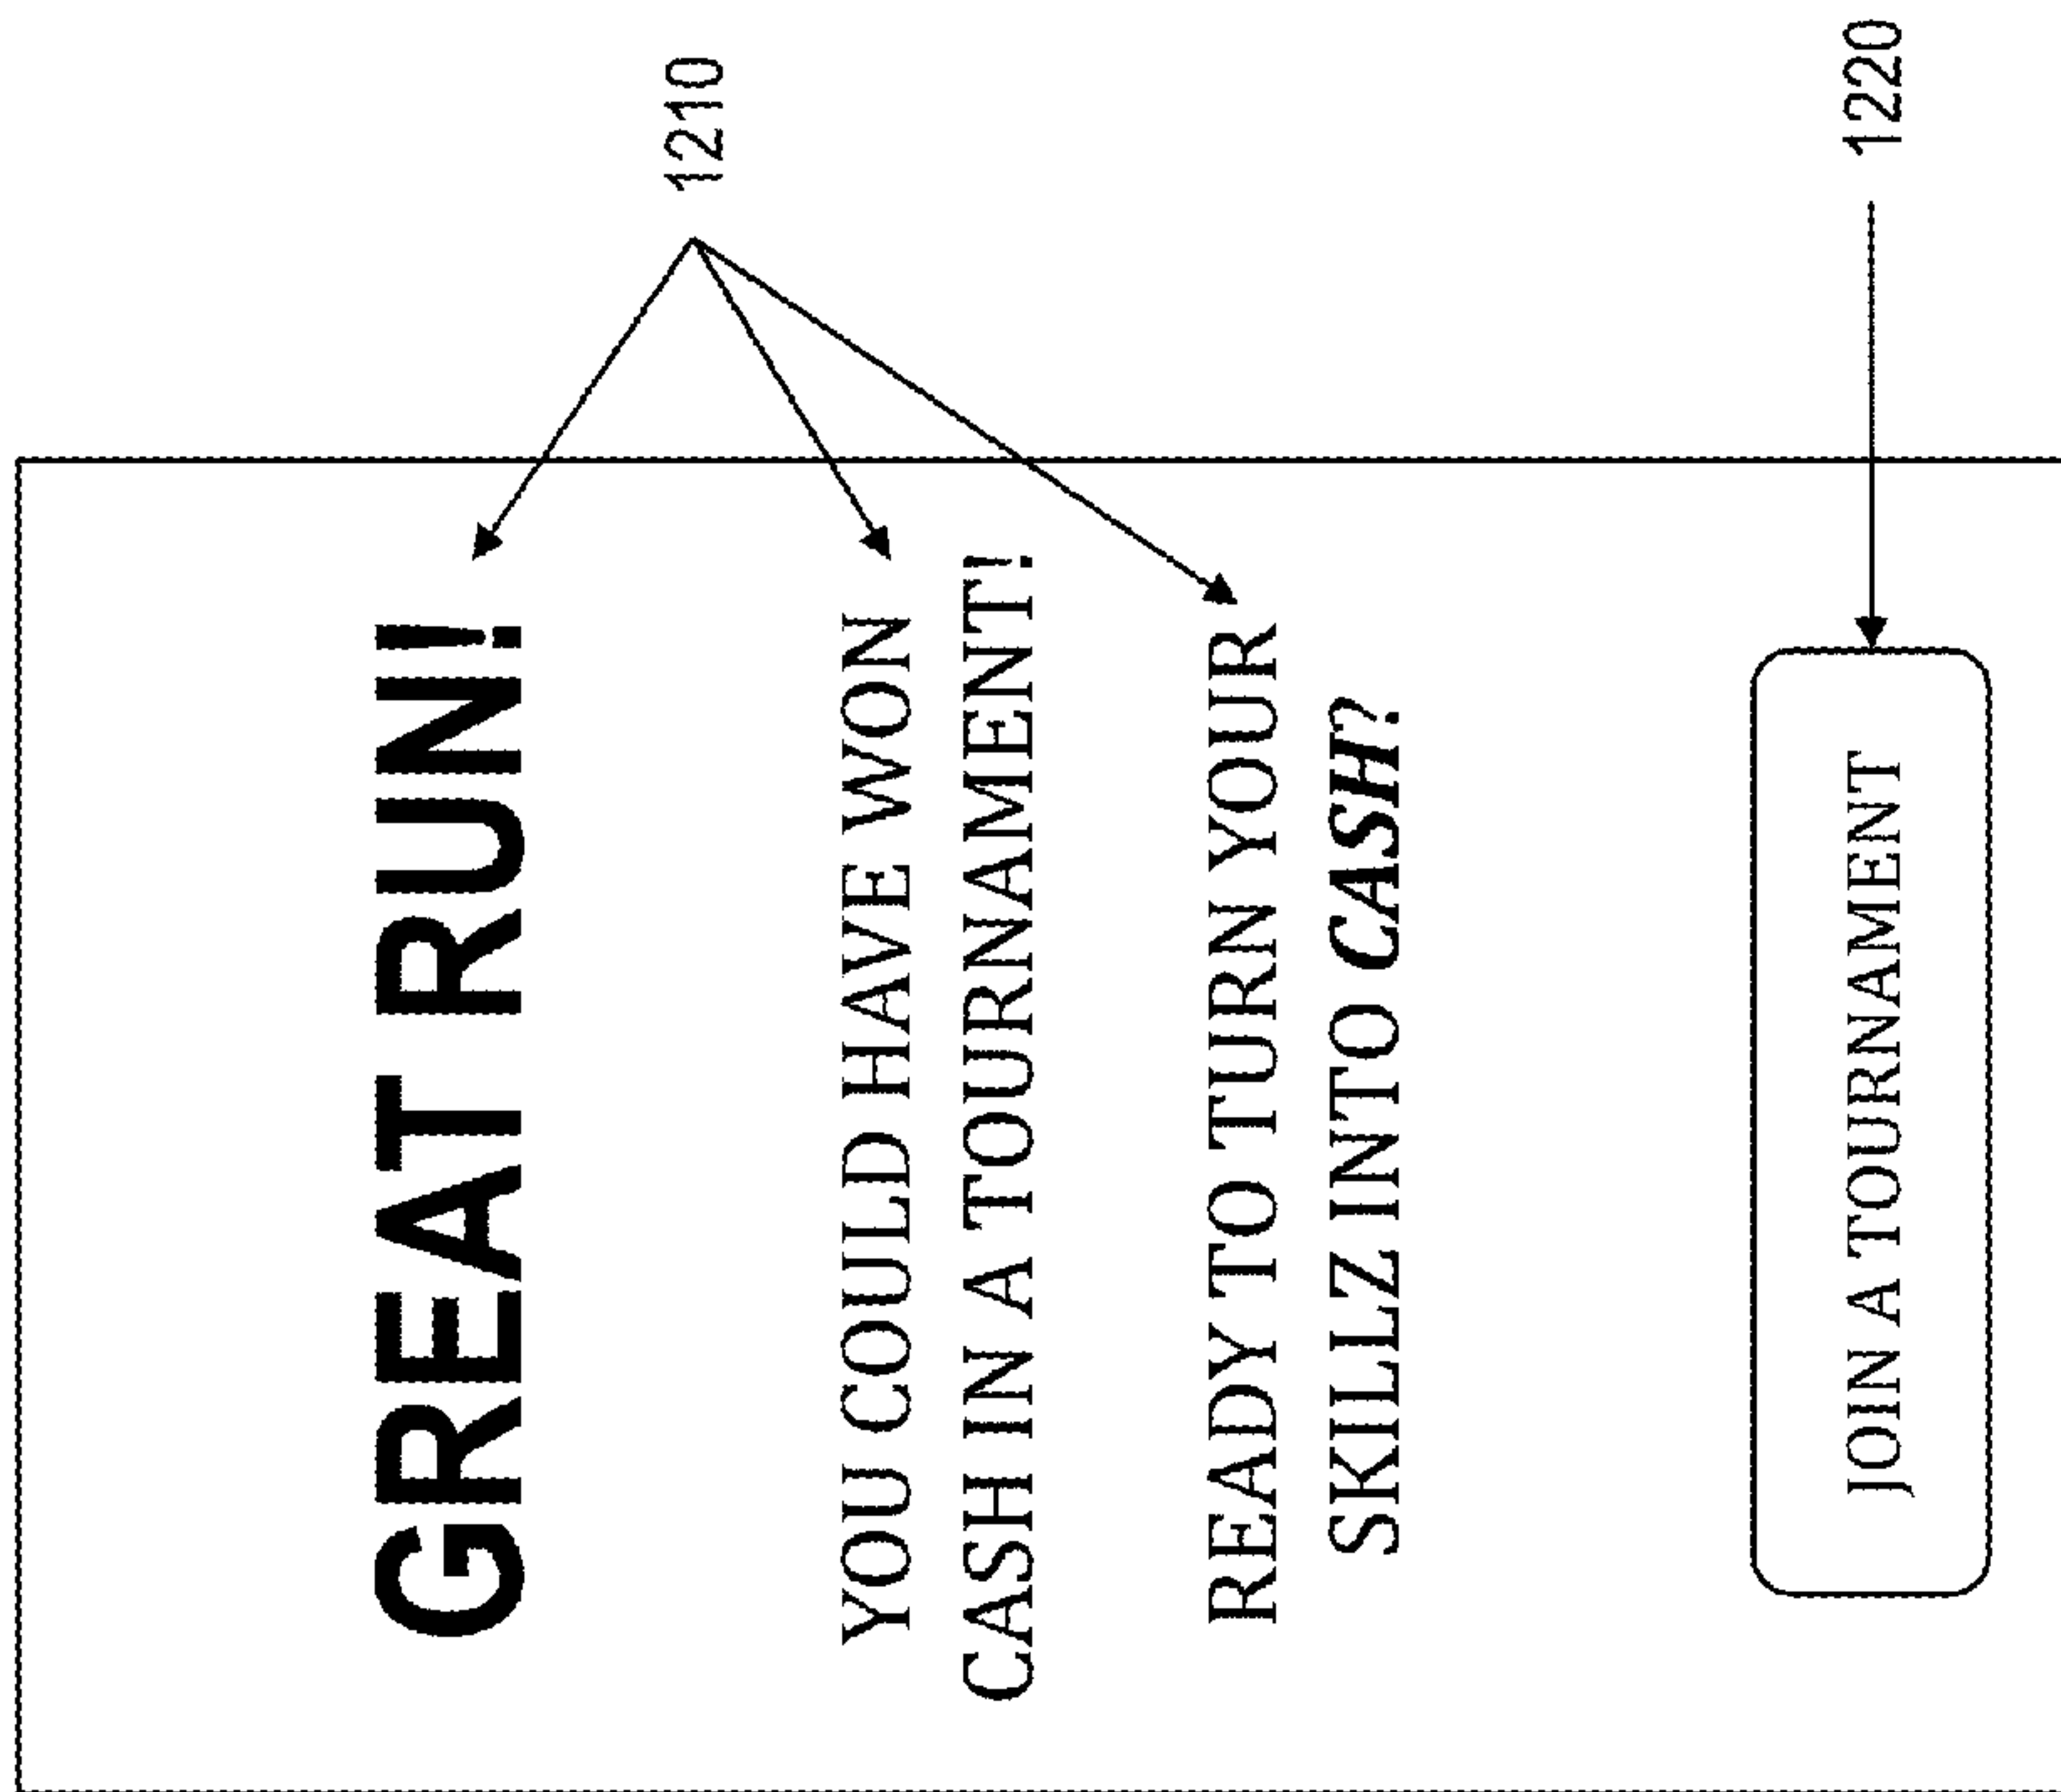 GREAT RUN!
YOU COULD HAVE WON
CASH IN A TOURNAMENT!
READY TO TURN YOUR
SKILLZ INTO CASH?
JOIN A TOURNAMENT
1210
1220